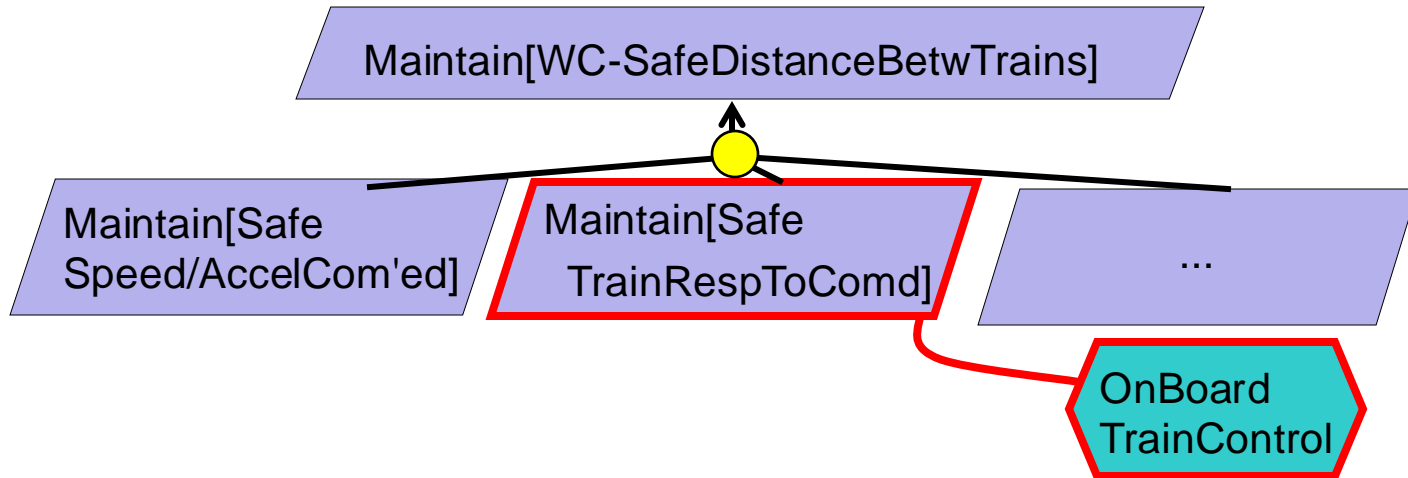 Maintain[WC-SafeDistanceBetwTrains]
Maintain[Safe
Speed/AccelCom'ed]
Maintain[Safe
TrainRespToComd]
...
OnBoard
TrainControl